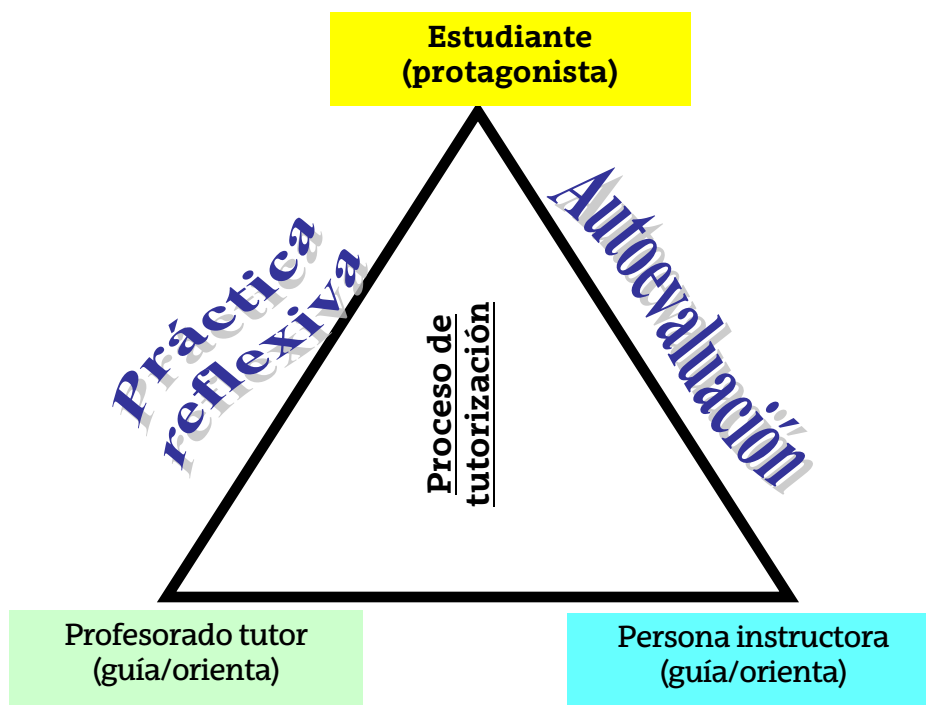 Estudiante
(protagonista)
Práctica
reflexiva
Autoevaluación
Proceso de
tutorización
Profesorado tutor
(guía/orienta)
Persona instructora
(guía/orienta)